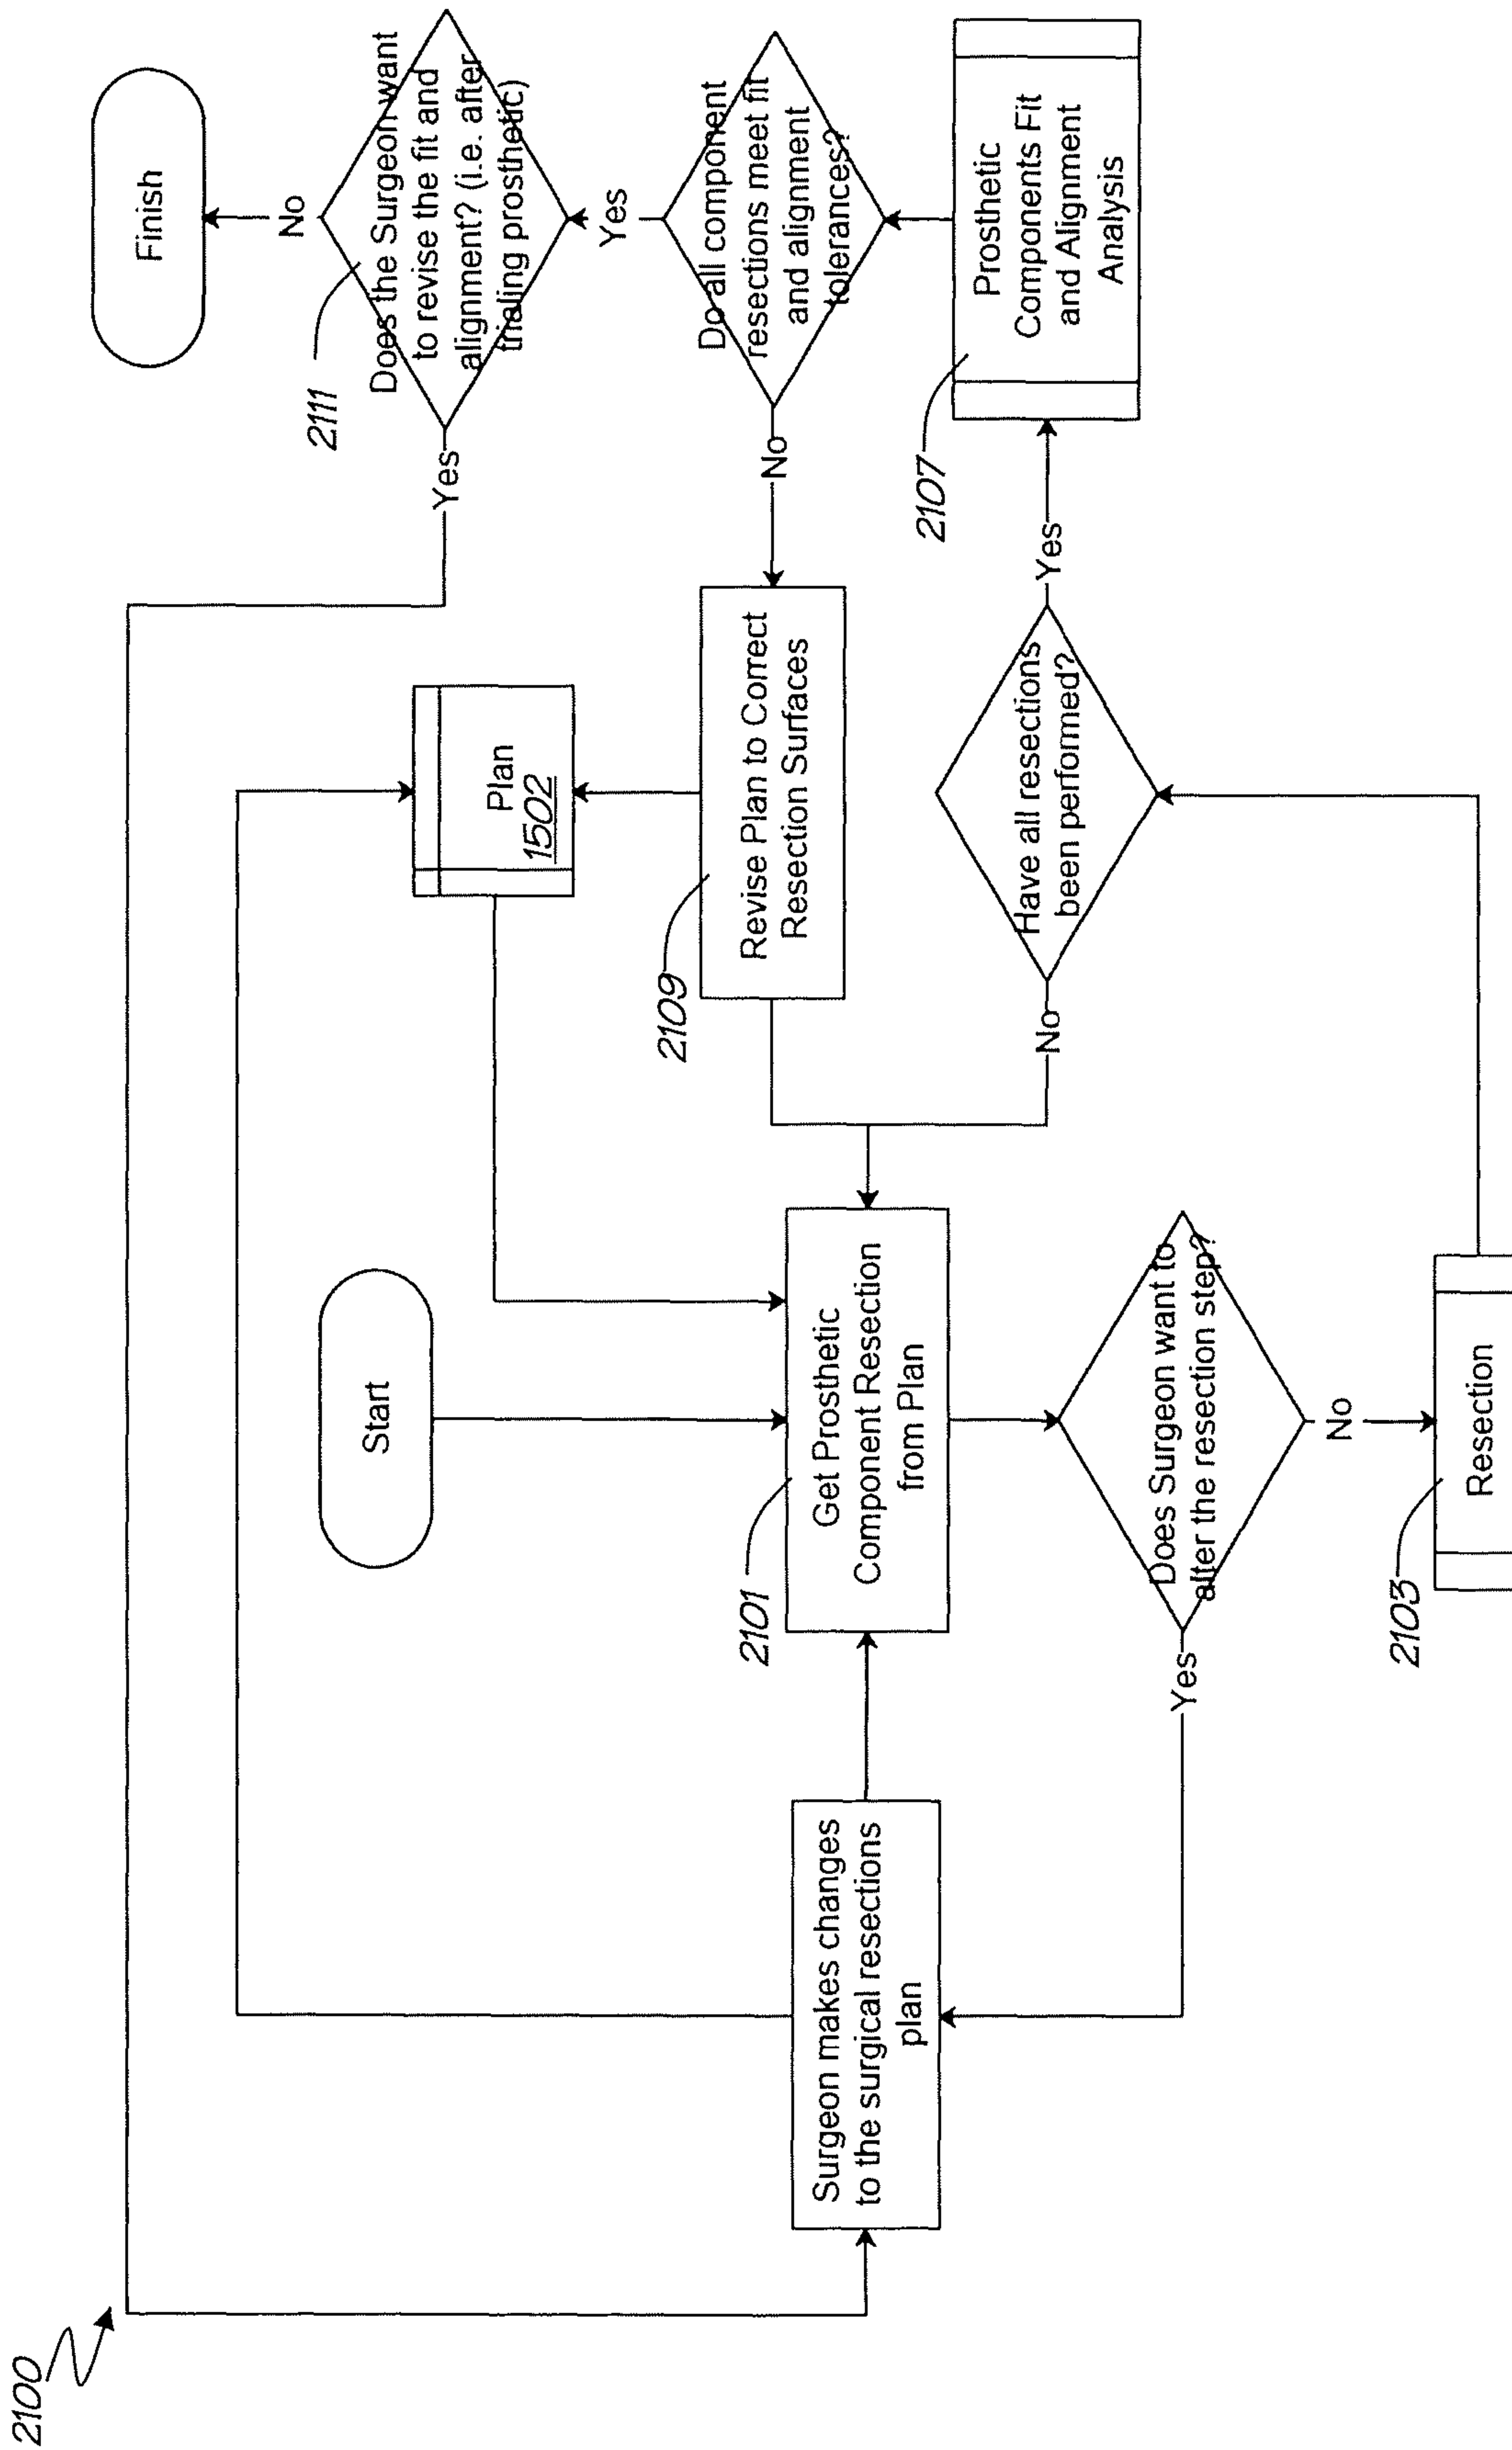 2100
Start
Finish
Surgeon makes changes
to the surgical resections
plan
2101
Get Prosthetic
Component Resection
from Plan
Plan
1502
2109
Revise Plan to Correct
Resection Surfaces
2111
Does the Surgeon want
to revise the fit and
alignment? (i.e. after
trialing prosthetic)
Yes
No
Do all component
resections meet fit
and alignment
tolerances?
Yes
No
2107
Prosthetic
Components Fit
and Alignment
Analysis
Have all resections
been performed?
Yes
No
Does Surgeon want to
alter the resection step?
Yes
No
2103
Resection